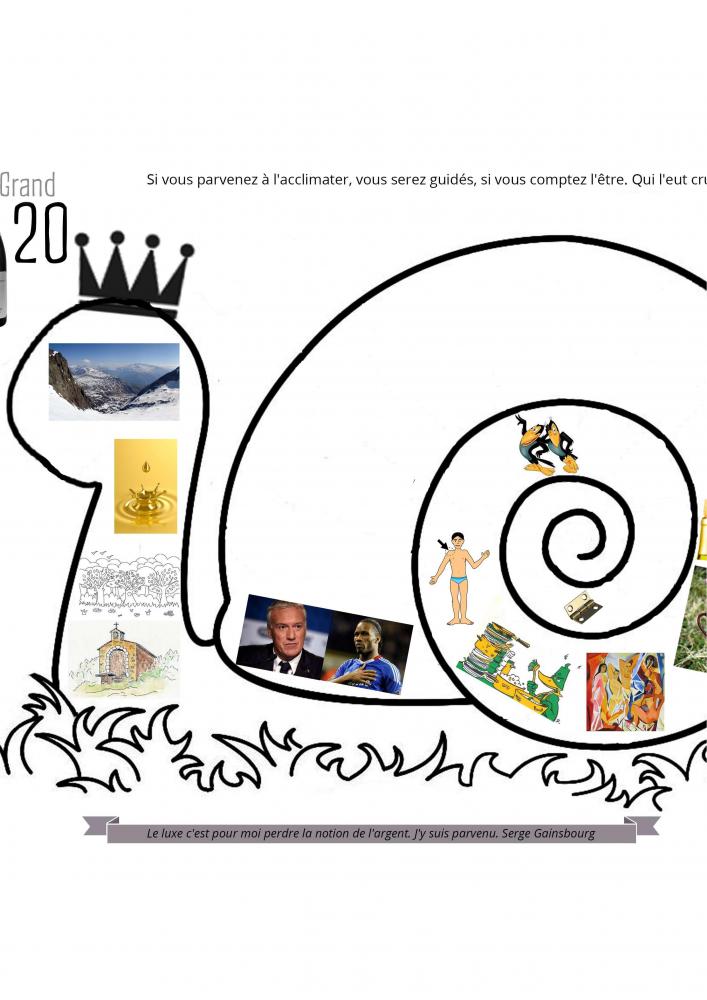 Grand
20
Si vous parvenez à l'acclimater, vous serez guidés, si vous comptez l'être. Qui l'eut cru
Le luxe c'est pour moi perdre la notion de l'argent. J'y suis parvenu. Serge Gainsbourg